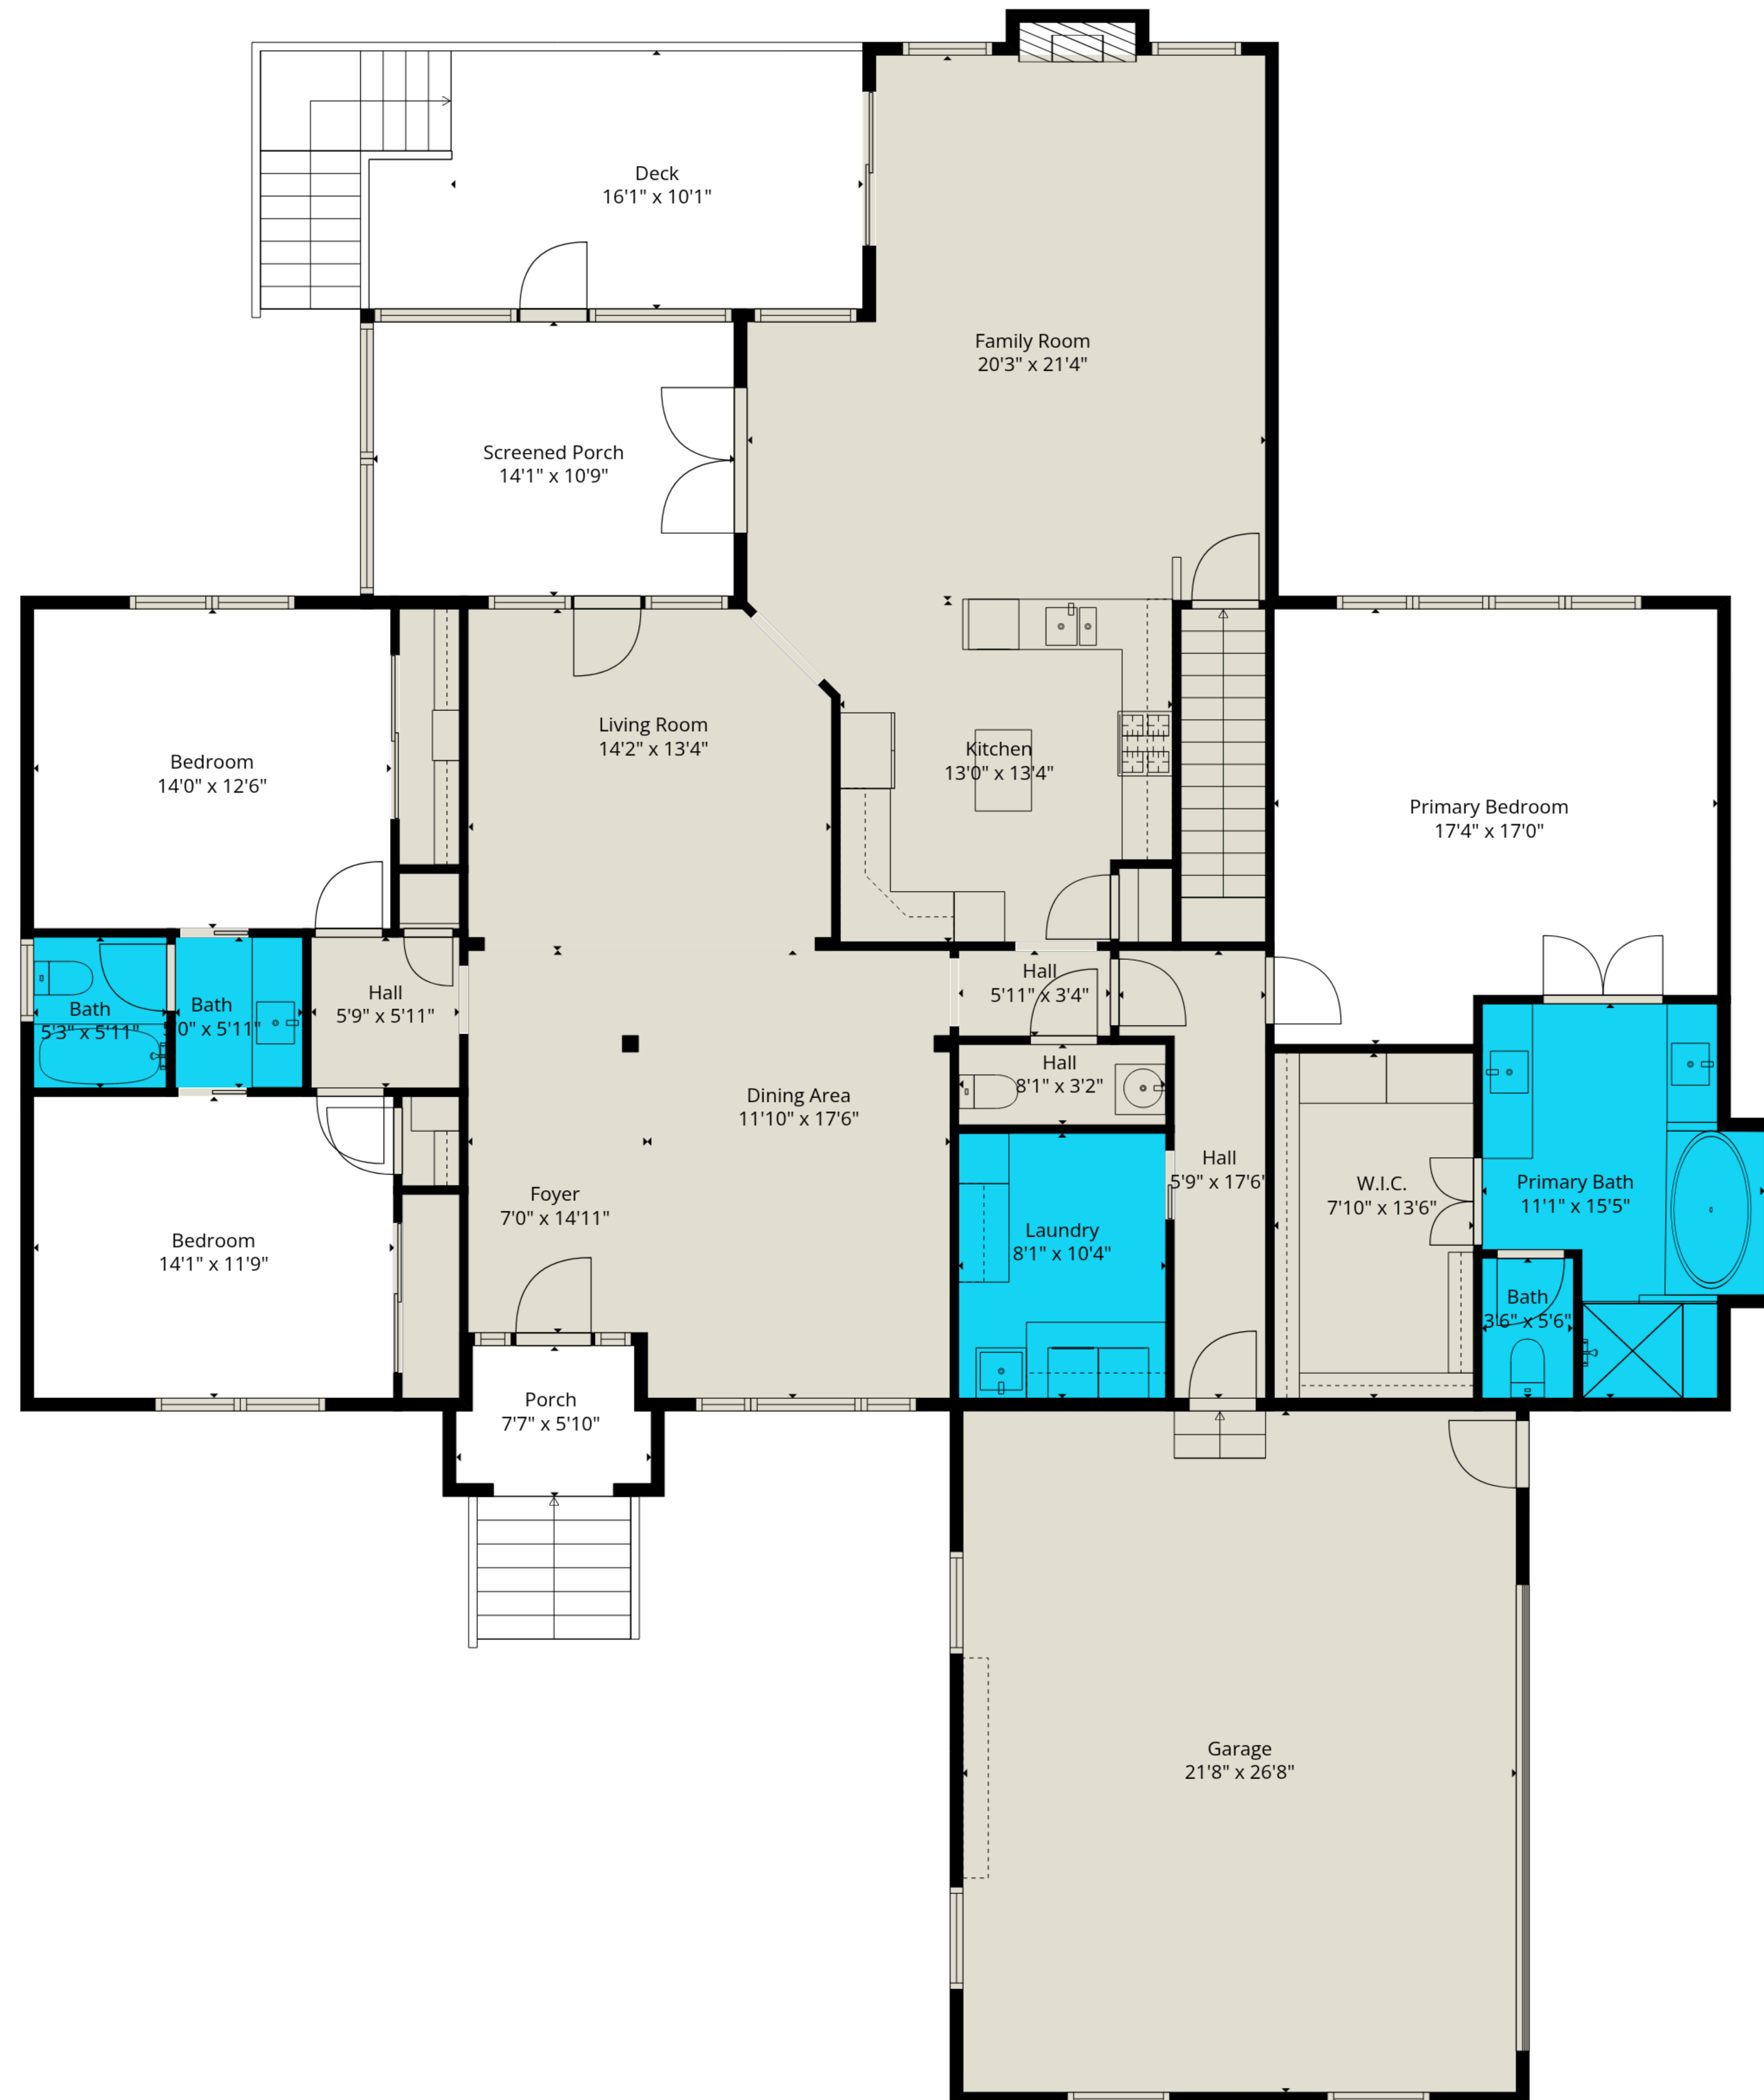 Deck
16'1" x 10'1"
Family Room
20'3" x 21'4"
Screened Porch
14'1" x 10'9"
Living Room
14'2" x 13'4"
Kitchen
13'0" x 13'4"
Bedroom
14'0" x 12'6"
Primary Bedroom
17'4" x 17'0"
Hall
5'11" x 3'4"
Hall
5'9" x 5'11"
Bath
5'3" x 5'11"
Bath
0" x 5'11"
Hall
8'1" x 3'2"
Dining Area
11'10" x 17'6"
Hall
5'9" x 17'6"
W.I.C.
7'10" x 13'6"
Primary Bath
11'1" x 15'5"
Foyer
7'0" x 14'11"
Laundry
8'1" x 10'4"
Bedroom
14'1" x 11'9"
Bath
3'6" x 5'6"
Porch
7'7" x 5'10"
Garage
21'8" x 26'8"